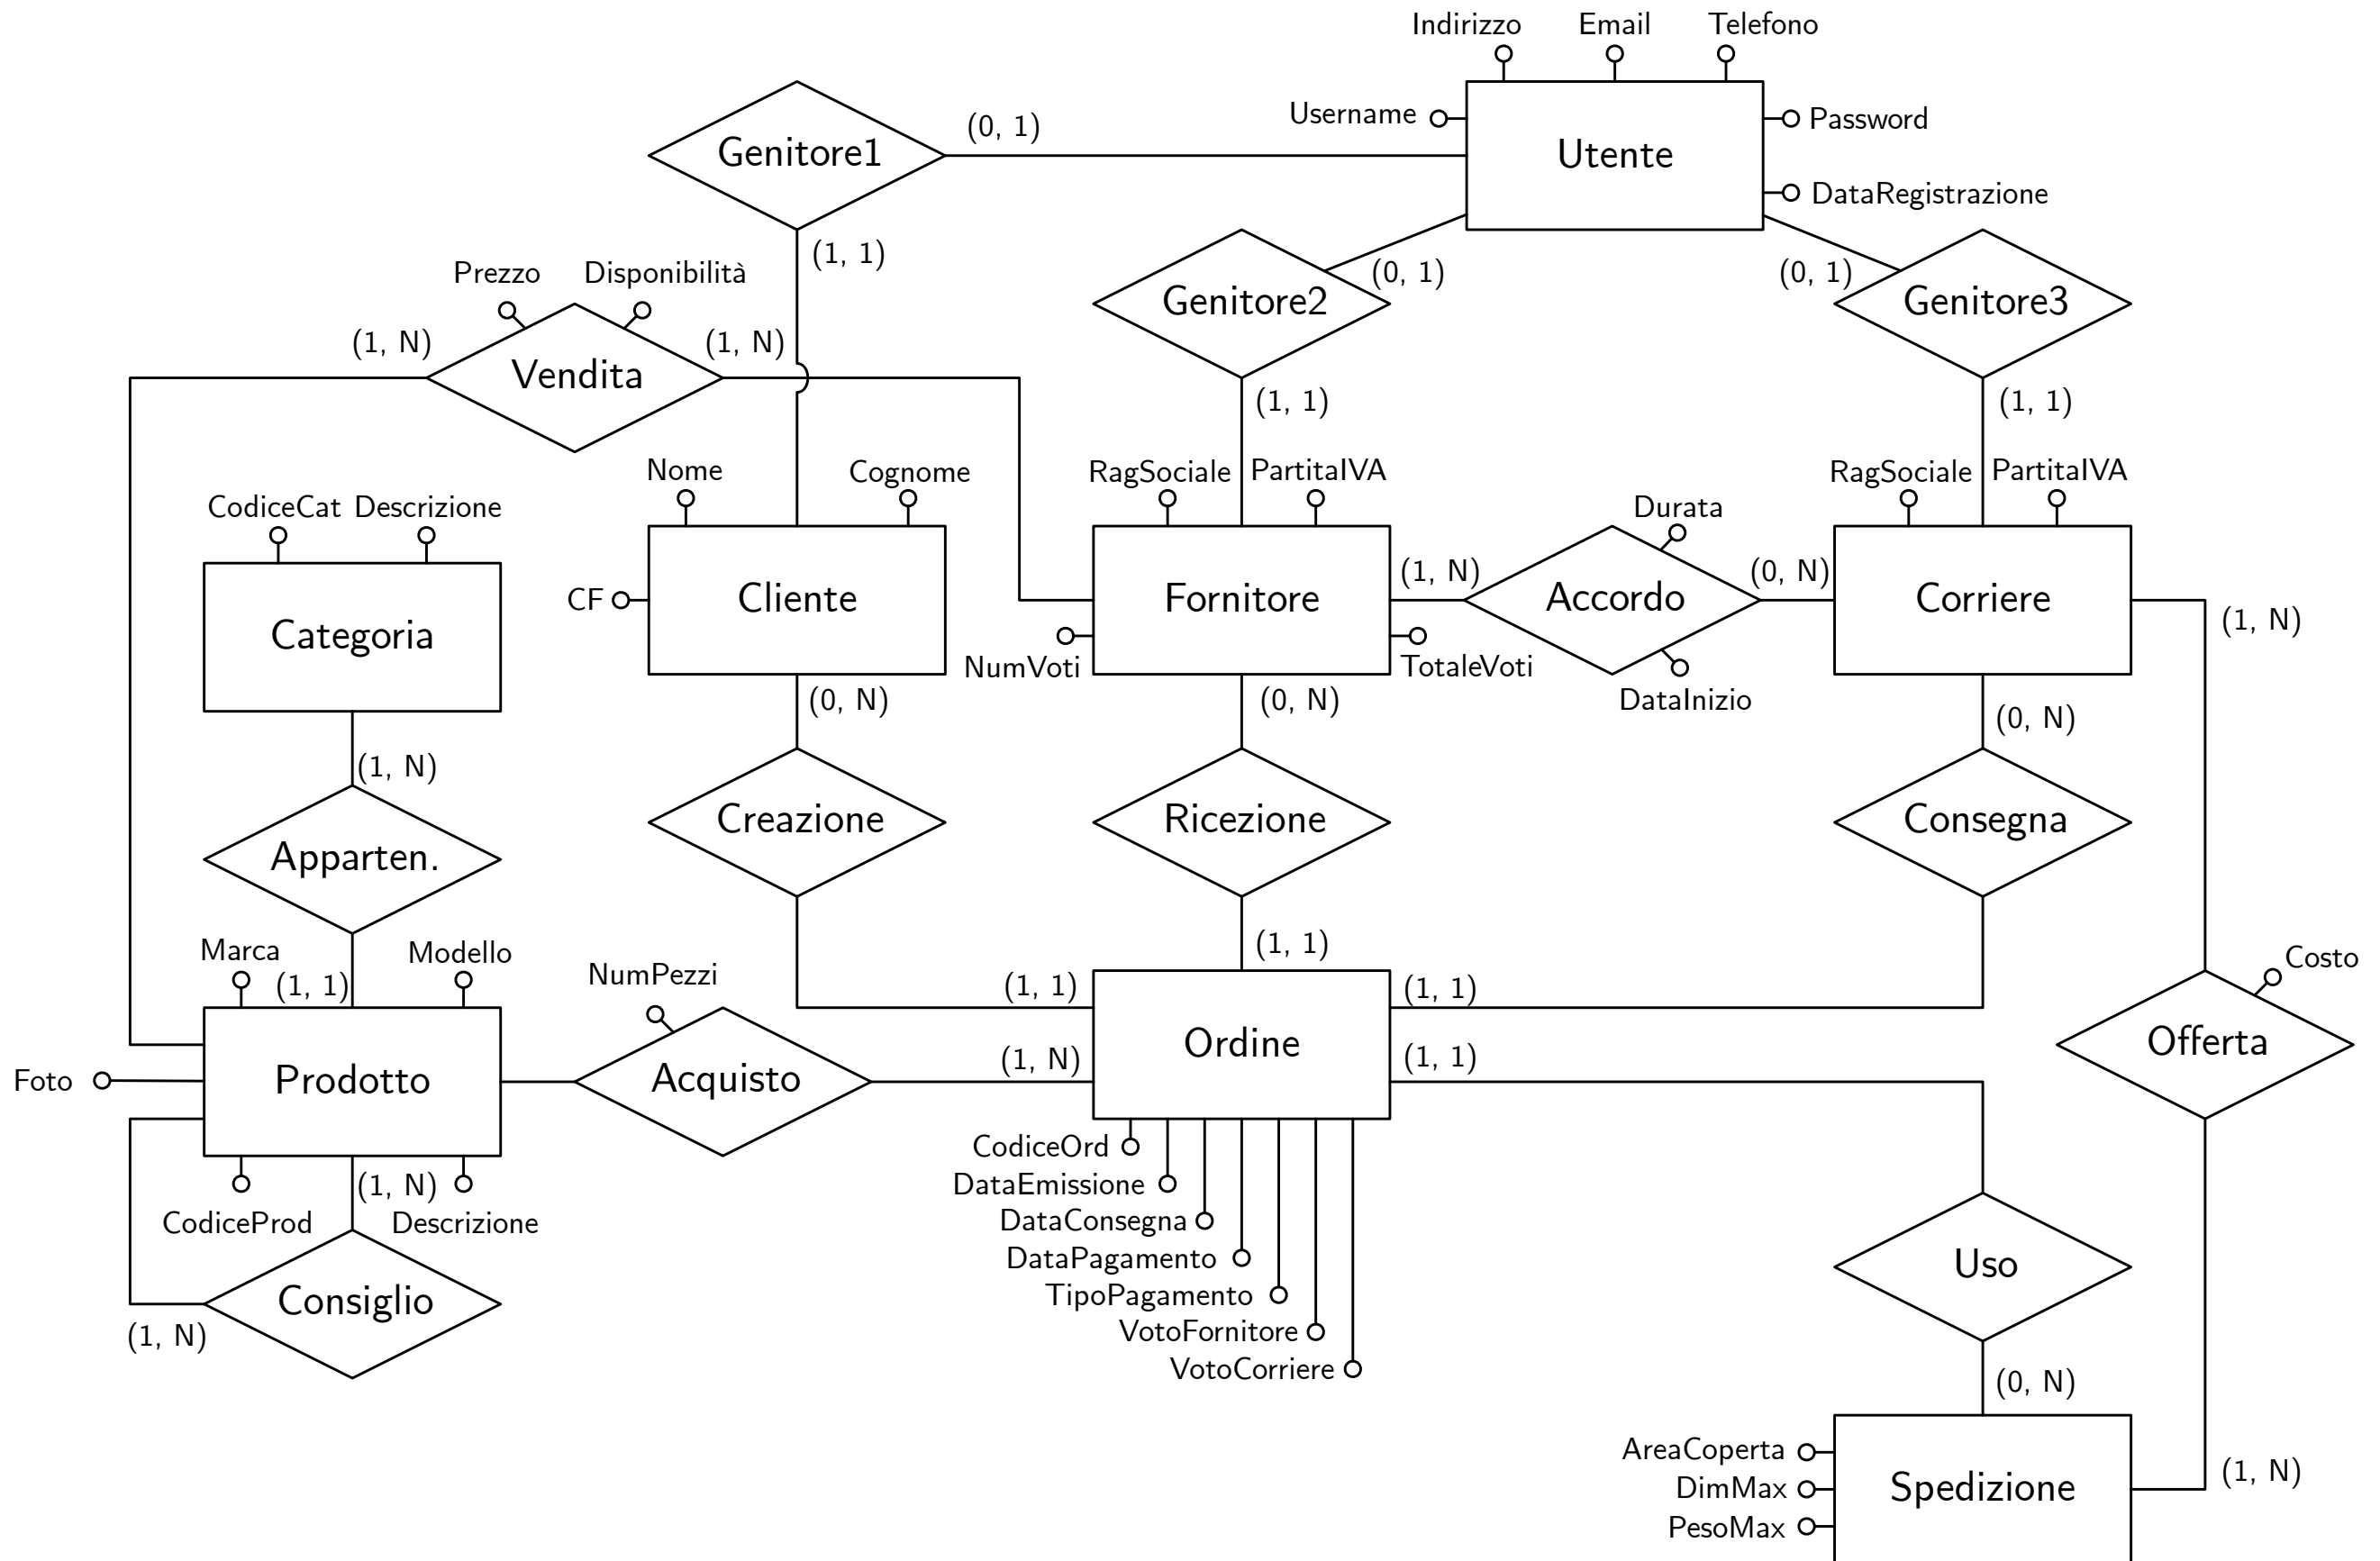 Indirizzo Email Telefono
Username Password
Genitore1 (0, 1) Utente
DataRegistrazione
(1, 1)
Prezzo Disponibilità (0, 1) (0, 1)
Genitore2 Genitore3
(1, N) (1, N)
Vendita
(1, 1) (1, 1)
Nome Cognome RagSociale PartitaIVA RagSociale PartitaIVA
CodiceCat Descrizione Durata
(1, N) (0, N)
CF Cliente Fornitore Accordo Corriere
(1, N)
Categoria
NumVoti TotaleVoti
(0, N) (0, N) DataInizio
(0, N)
(1, N)
Creazione Ricezione Consegna
Apparten.
Marca Modello (1, 1) Costo
NumPezzi
(1, 1) (1, 1) (1, 1)
Ordine Offerta
(1, N) (1, 1)
Foto Prodotto Acquisto
CodiceOrd
(1, N) DataEmissione
CodiceProd Descrizione DataConsegna
DataPagamento Uso
Consiglio TipoPagamento
(1, N) VotoFornitore
VotoCorriere
(0, N)
AreaCoperta
(1, N)
DimMax Spedizione
PesoMax